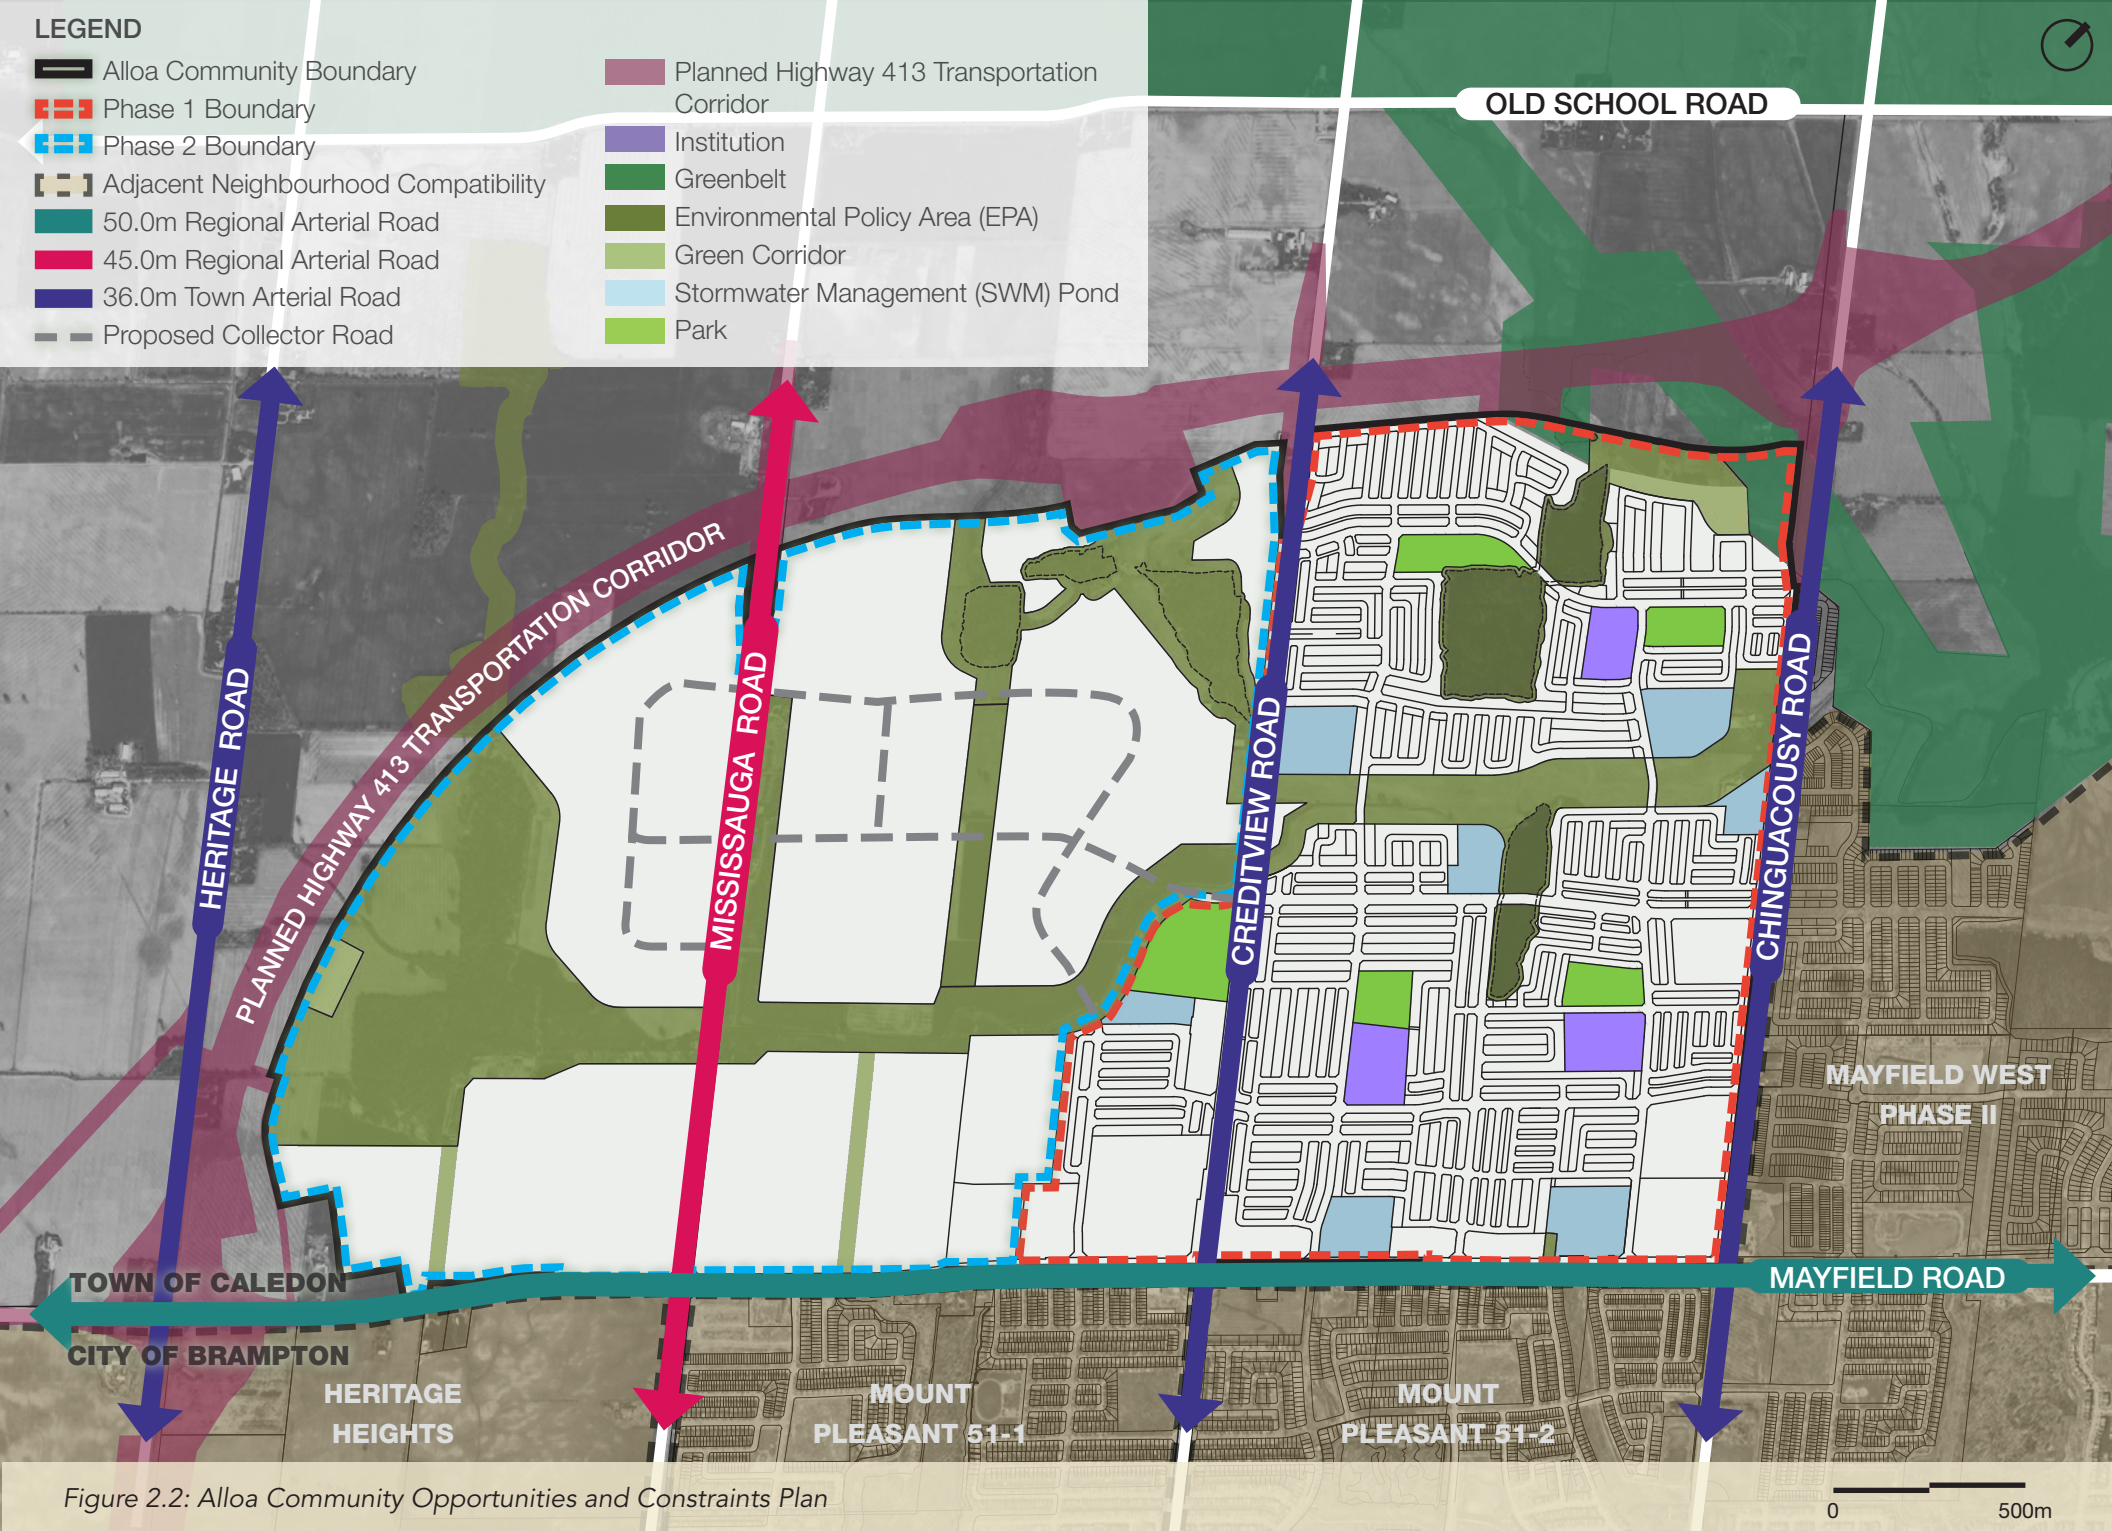 LEGEND
Alloa Community Boundary
Phase 1 Boundary
Phase 2 Boundary
Adjacent Neighbourhood Compatibility
50.0m Regional Arterial Road
45.0m Regional Arterial Road
36.0m Town Arterial Road
Proposed Collector Road
Planned Highway 413 Transportation
Corridor
Institution
Greenbelt
Environmental Policy Area (EPA)
Green Corridor
Stormwater Management (SWM) Pond
Park
OLD SCHOOL ROAD
PLANNED HIGHWAY 413 TRANSPORTATION CORRIDOR
HERITAGE ROAD
MISSISSAUGA ROAD
CREDITVIEW ROAD
CHINGUACOUSY ROAD
MAYFIELD WEST
PHASE II
MAYFIELD ROAD
TOWN OF CALEDON
CITY OF BRAMPTON
HERITAGE
HEIGHTS
MOUNT
PLEASANT 51-1
MOUNT
PLEASANT 51-2
Figure 2.2: Alloa Community Opportunities and Constraints Plan
0 500m